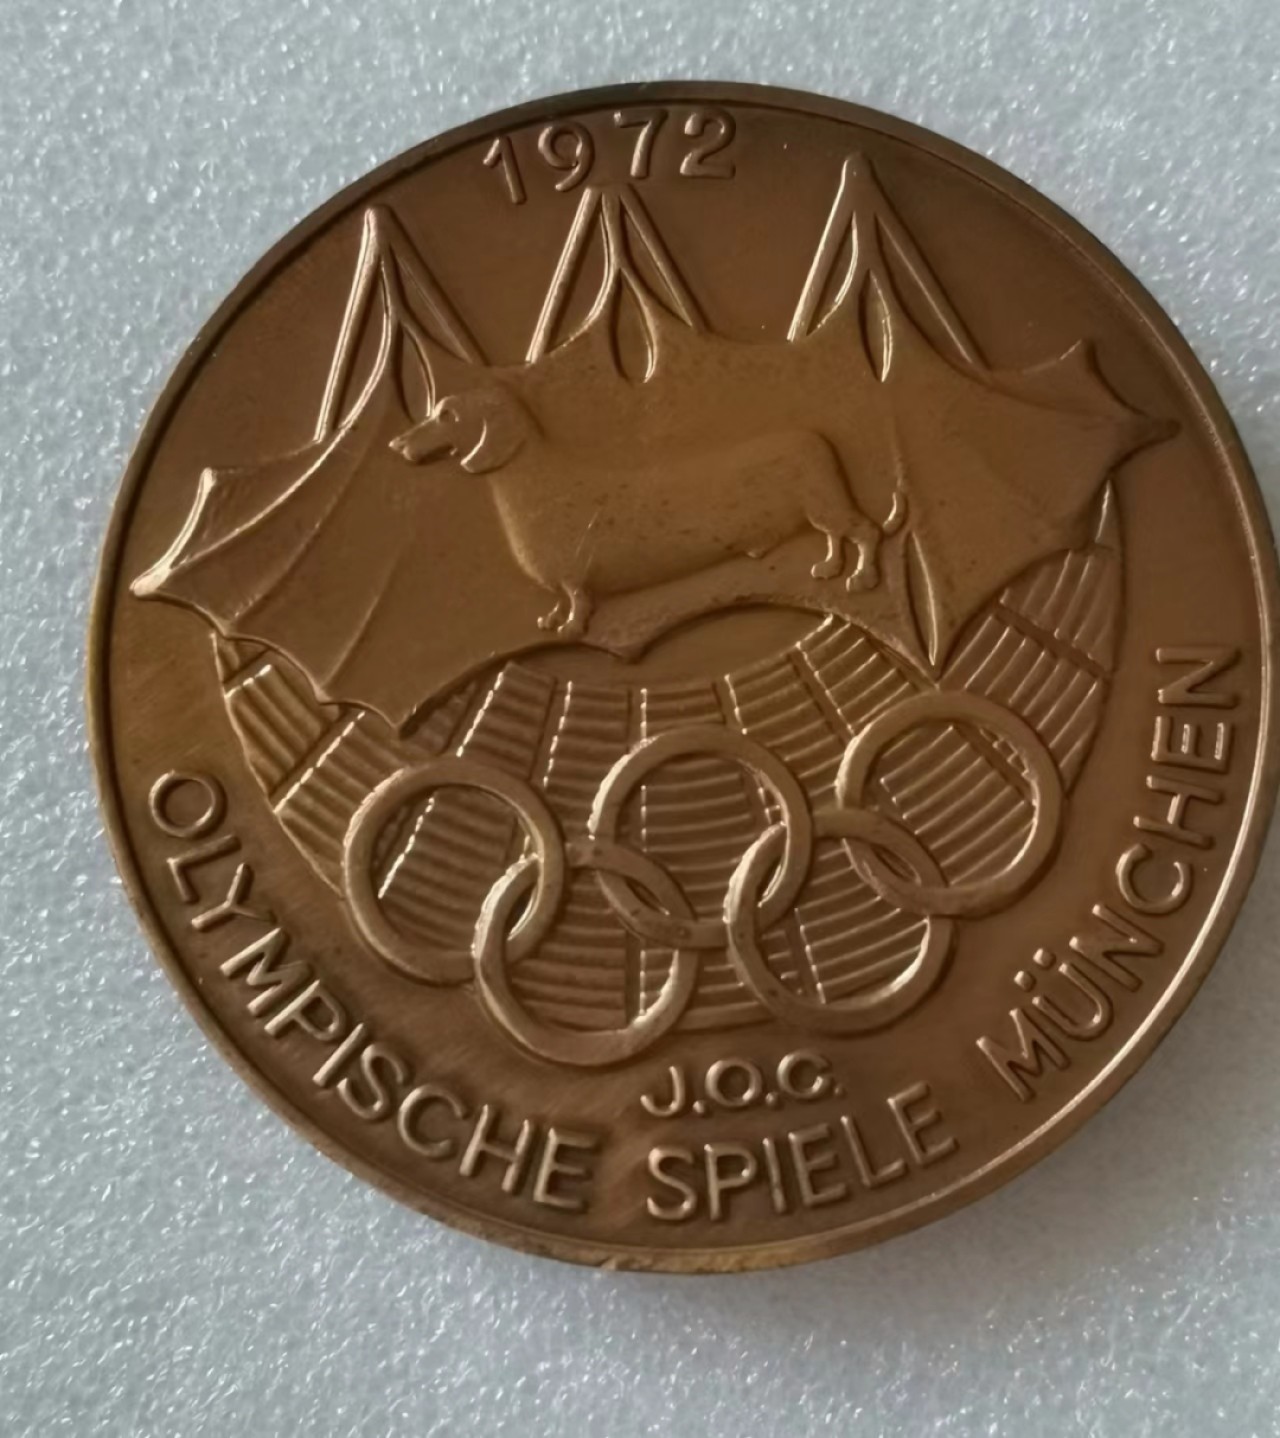 1972
J.O.C.
OLYMPISCHE SPIELE MÜNCHEN